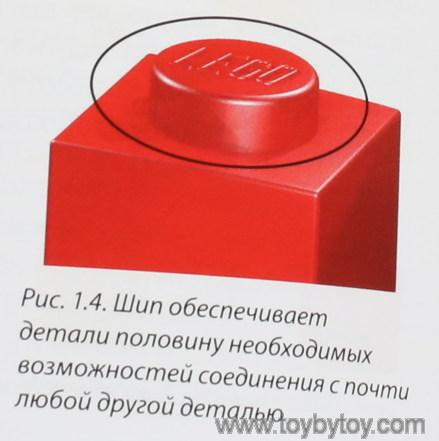 LEGO
Рис. 1.4. Шип обеспечивает
детали половину необходимых
возможностей соединения с почти
любой другой деталью
www.toybytoy.com